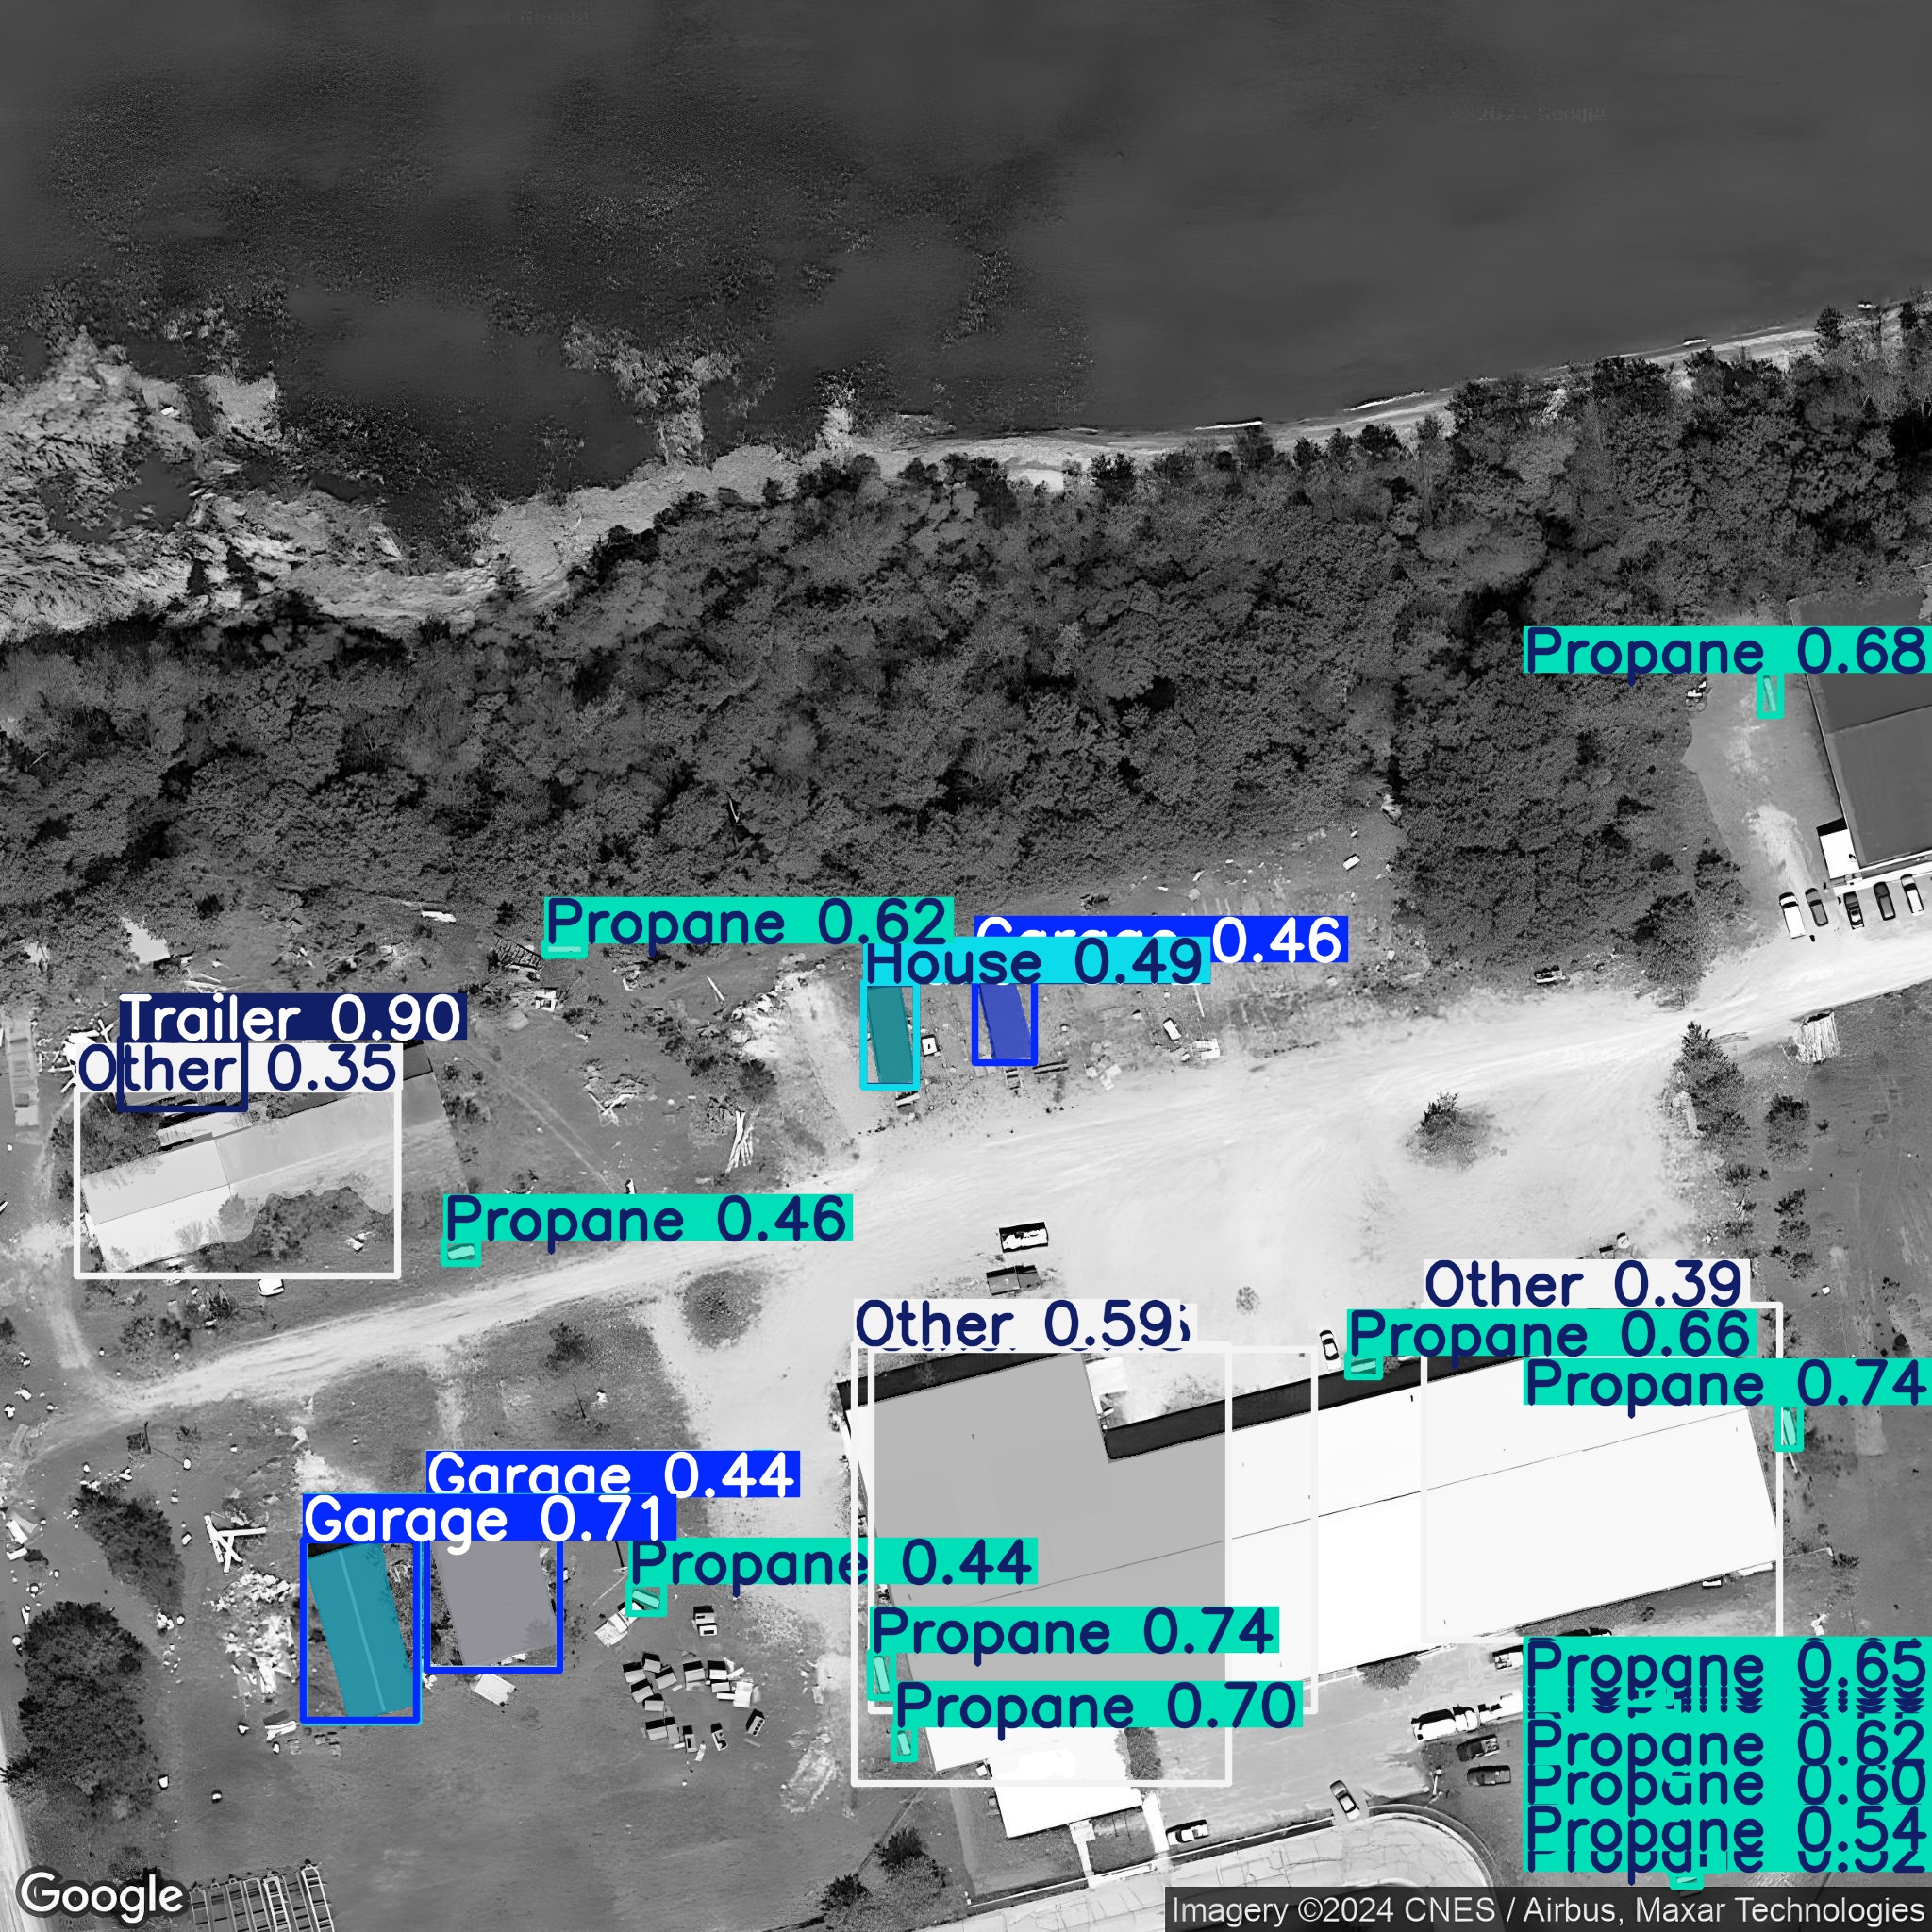 © 2024 Google
Propane 0.68
Propane 0.62
Garage 0.46
House 0.49
Trailer 0.90
Other 0.35
Propane 0.46
Other 0.39
Other 0.59
Propane 0.66
Propane 0.74
Garage 0.44
Garage 0.71
Propane 0.44
Propane 0.74
Propane 0.65
Propane 0.70
Propane 0.62
Propane 0.60
Propane 0.54
Google
Imagery ©2024 CNES / Airbus, Maxar Technologies